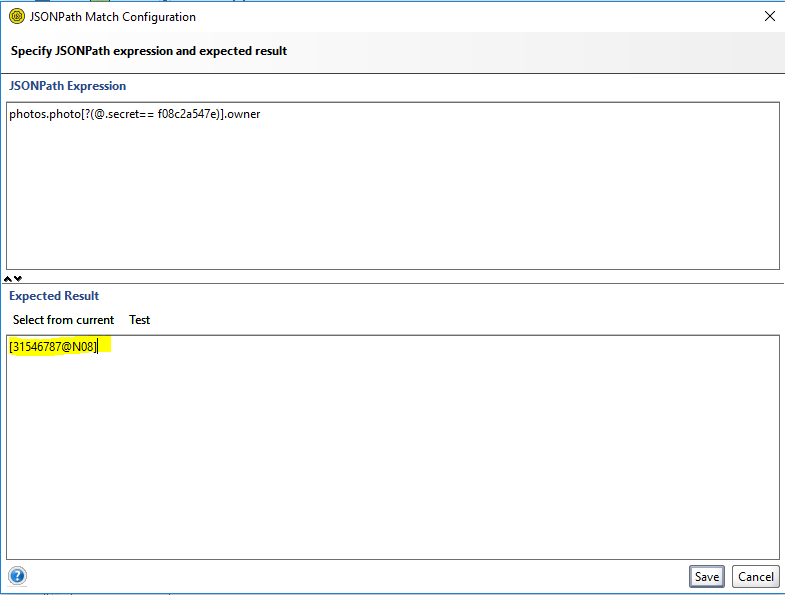 JSONPath Match Configuration
Specify JSONPath expression and expected result
JSONPath Expression
photos.photo[?(@.secret== f08c2a547e)].owner
Expected Result
Select from current Test
[31546787@N08]
Save Cancel